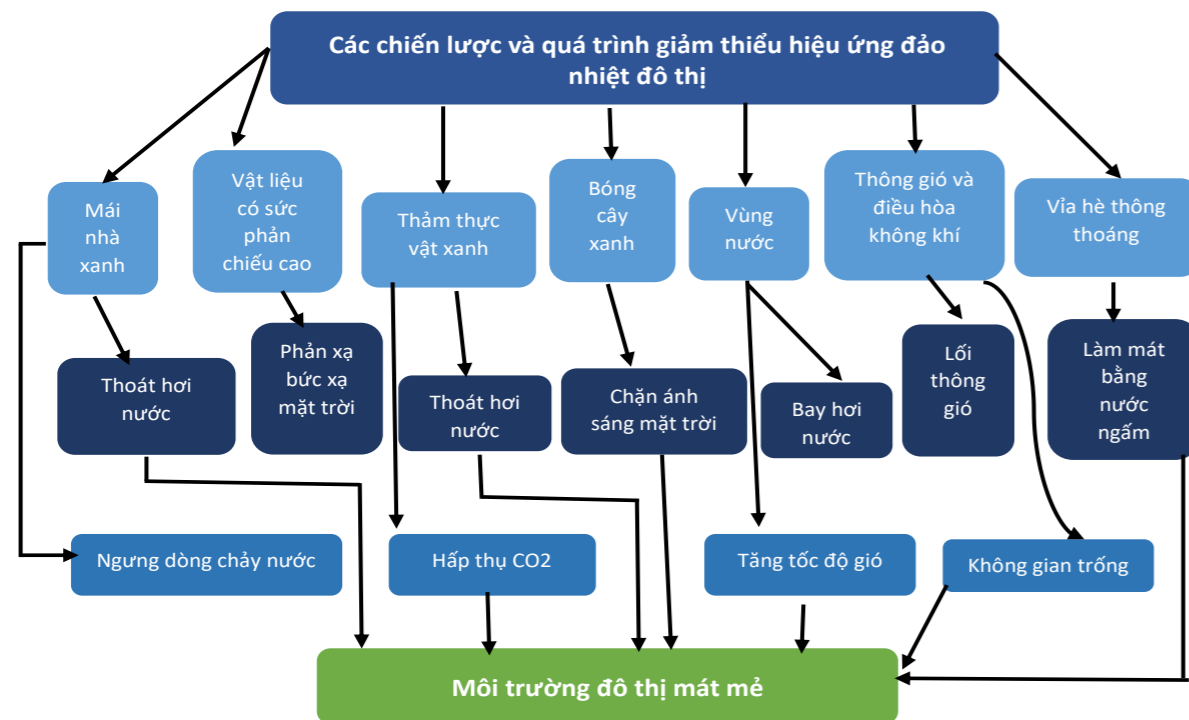 Các chiến lược và quá trình giảm thiểu hiệu ứng đảo
nhiệt đô thị
Mái
nhà
xanh
Vật liệu
có sức
phản
chiếu cao
Thảm thực
vật xanh
Bóng
cây
xanh
Vùng
nước
Thông gió và
điều hòa
không khí
Vỉa hè thông
thoáng
Thoát hơi
nước
Phản xạ
bức xạ
mặt trời
Thoát hơi
nước
Chặn ánh
sáng mặt trời
Bay hơi
nước
Lối
thông
gió
Làm mát
bằng
nước
ngấm
Ngưng dòng chảy nước
Hấp thụ CO2
Tăng tốc độ gió
Không gian trống
Môi trường đô thị mát mẻ